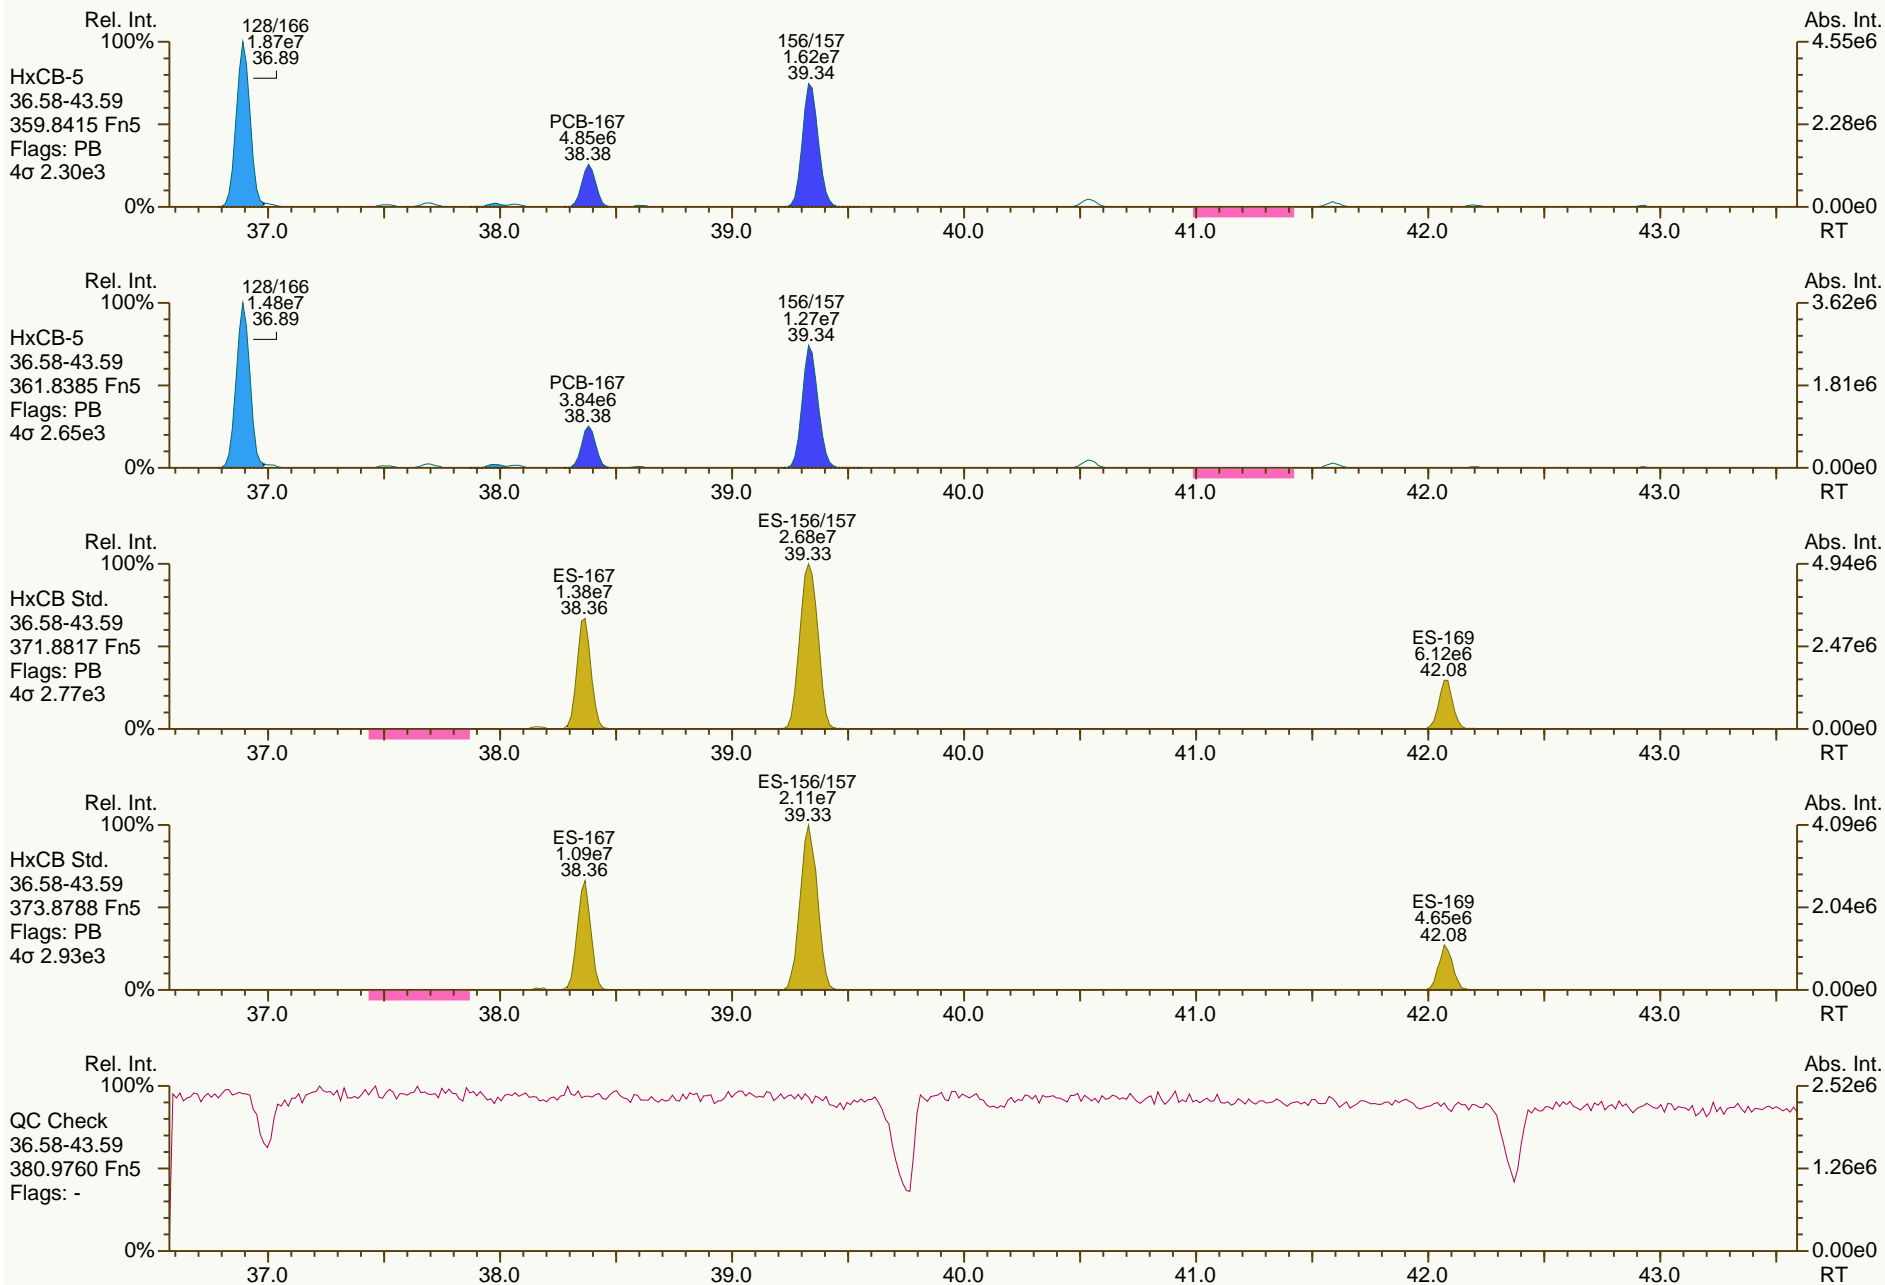 Rel. Int.
Abs. Int.
100%
0%
HxCB-5
36.58-43.59
359.8415 Fn5
Flags: PB
4σ 2.30e3
128/166
1.87e7
36.89
PCB-167
4.85e6
38.38
156/157
1.62e7
39.34
4.55e6
2.28e6
0.00e0
37.0 38.0 39.0 40.0 41.0 42.0 43.0 RT
Rel. Int.
Abs. Int.
100%
0%
HxCB-5
36.58-43.59
361.8385 Fn5
Flags: PB
4σ 2.65e3
128/166
1.48e7
36.89
PCB-167
3.84e6
38.38
156/157
1.27e7
39.34
3.62e6
1.81e6
0.00e0
37.0 38.0 39.0 40.0 41.0 42.0 43.0 RT
Rel. Int.
Abs. Int.
100%
0%
HxCB Std.
36.58-43.59
371.8817 Fn5
Flags: PB
4σ 2.77e3
ES-167
1.38e7
38.36
ES-156/157
2.68e7
39.33
ES-169
6.12e6
42.08
4.94e6
2.47e6
0.00e0
37.0 38.0 39.0 40.0 41.0 42.0 43.0 RT
Rel. Int.
Abs. Int.
100%
0%
HxCB Std.
36.58-43.59
373.8788 Fn5
Flags: PB
4σ 2.93e3
ES-167
1.09e7
38.36
ES-156/157
2.11e7
39.33
ES-169
4.65e6
42.08
4.09e6
2.04e6
0.00e0
37.0 38.0 39.0 40.0 41.0 42.0 43.0 RT
Rel. Int.
Abs. Int.
100%
0%
QC Check
36.58-43.59
380.9760 Fn5
Flags: -
2.52e6
1.26e6
0.00e0
37.0 38.0 39.0 40.0 41.0 42.0 43.0 RT